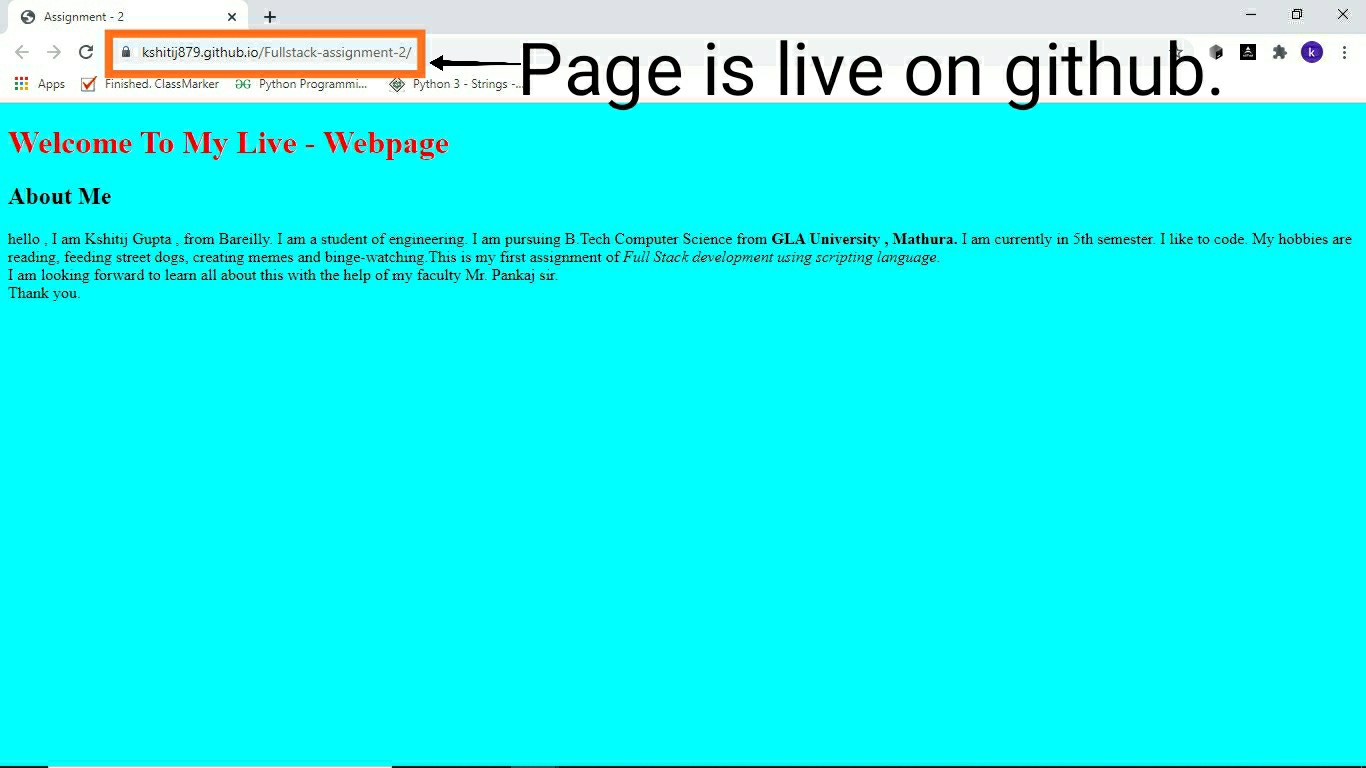 Assignment - 2
kshitij879.github.io/Fullstack-assignment-2/
Page is live on github.
k
Apps
Finished. ClassMarker
Python Programmi...
Python 3 - Strings -...
Welcome To My Live - Webpage
About Me
hello , I am Kshitij Gupta , from Bareilly. I am a student of engineering. I am pursuing B.Tech Computer Science from GLA University , Mathura. I am currently in 5th semester. I like to code. My hobbies are
reading, feeding street dogs, creating memes and binge-watching.This is my first assignment of Full Stack development using scripting language.
I am looking forward to learn all about this with the help of my faculty Mr. Pankaj sir.
Thank you.